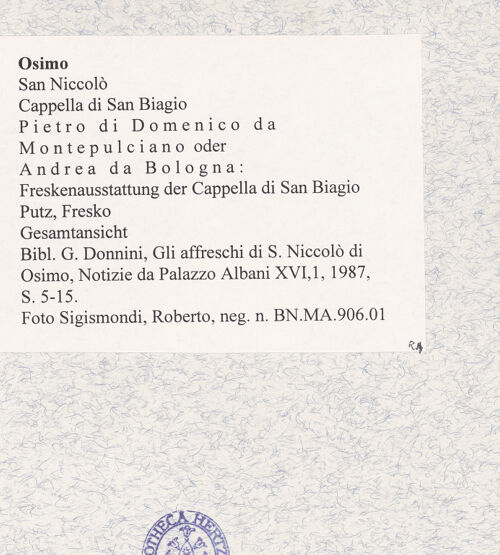 Osimo
San Niccolò
Cappella di San Biagio
Pietro di Domenico da
Montepulciano oder
Andrea da Bologna:
Freskenausstattung der Cappella di San Biagio
Putz, Fresko
Gesamtansicht
Bibl. G. Donnini, Gli affreschi di S. Niccolò di
Osimo, Notizie da Palazzo Albani XVI,1, 1987,
S. 5-15.
Foto Sigismondi, Roberto, neg. n. BN.MA.906.01
OTHECA HERTZ